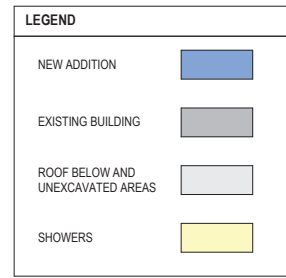 LEGEND
NEW ADDITION
EXISTING BUILDING
ROOF BELOW AND
UNEXCAVATED AREAS
SHOWERS